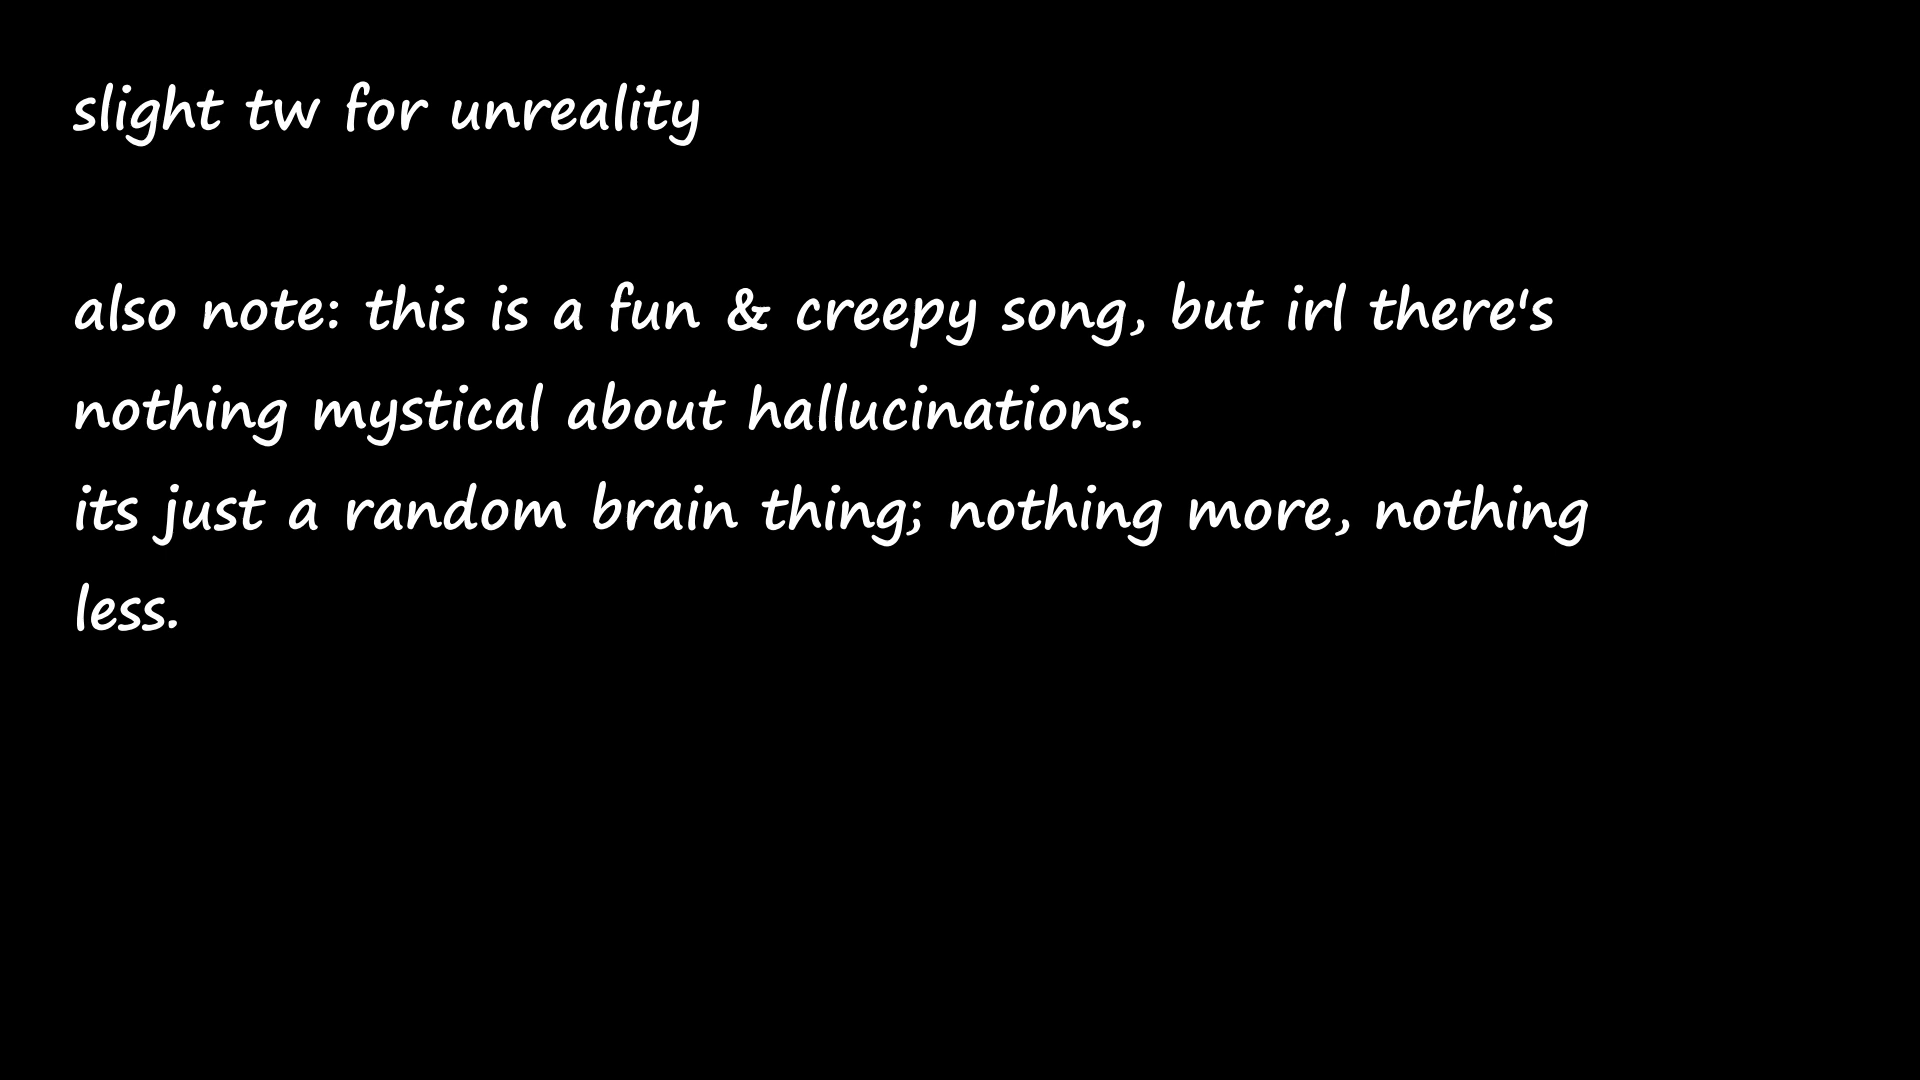 slight tw for unreality
also note: this is a fun & creepy song, but irl there's
nothing mystical about hallucinations.
its just a random brain thing; nothing more, nothing
less.